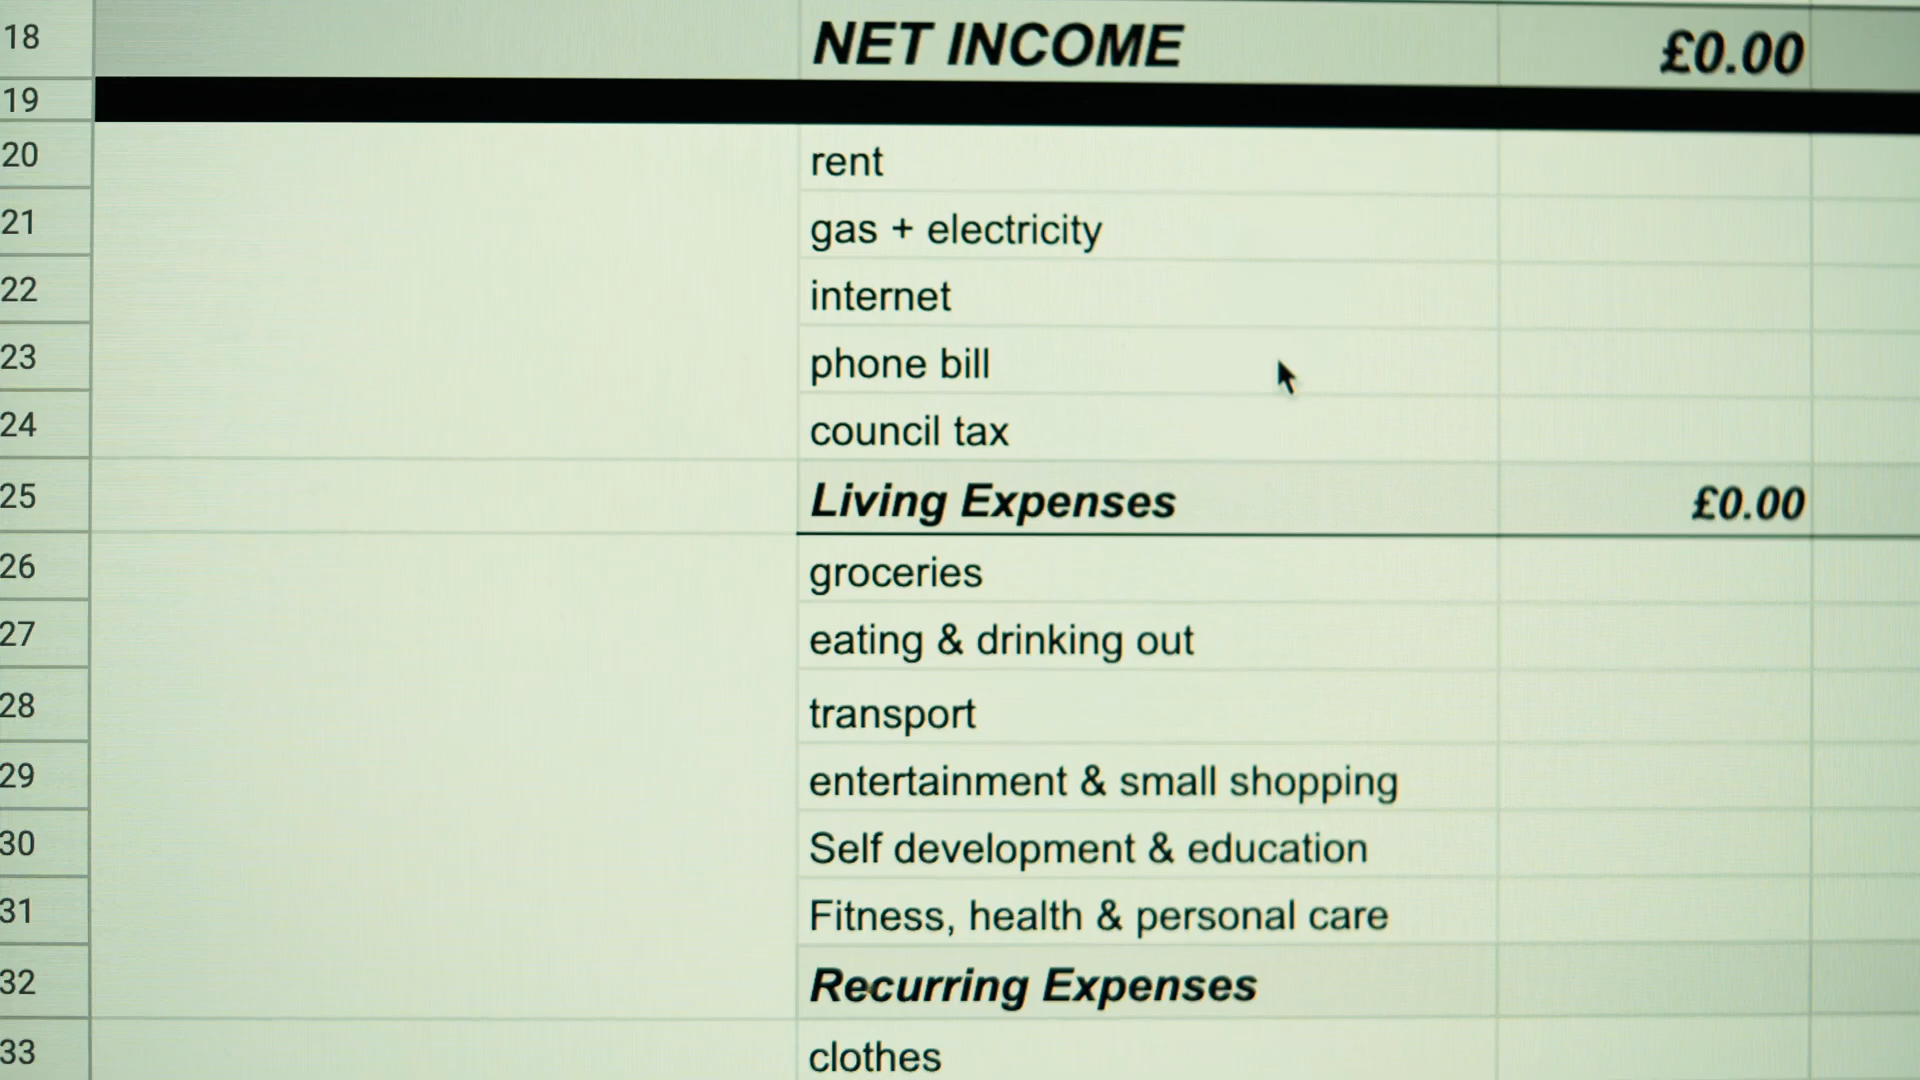 18 NET INCOME £0.00
19
20 rent
21 gas + electricity
22 internet
23 phone bill
24 council tax
25 Living Expenses £0.00
26 groceries
27 eating & drinking out
28 transport
29 entertainment & small shopping
30 Self development & education
31 Fitness, health & personal care
32 Recurring Expenses
33 clothes